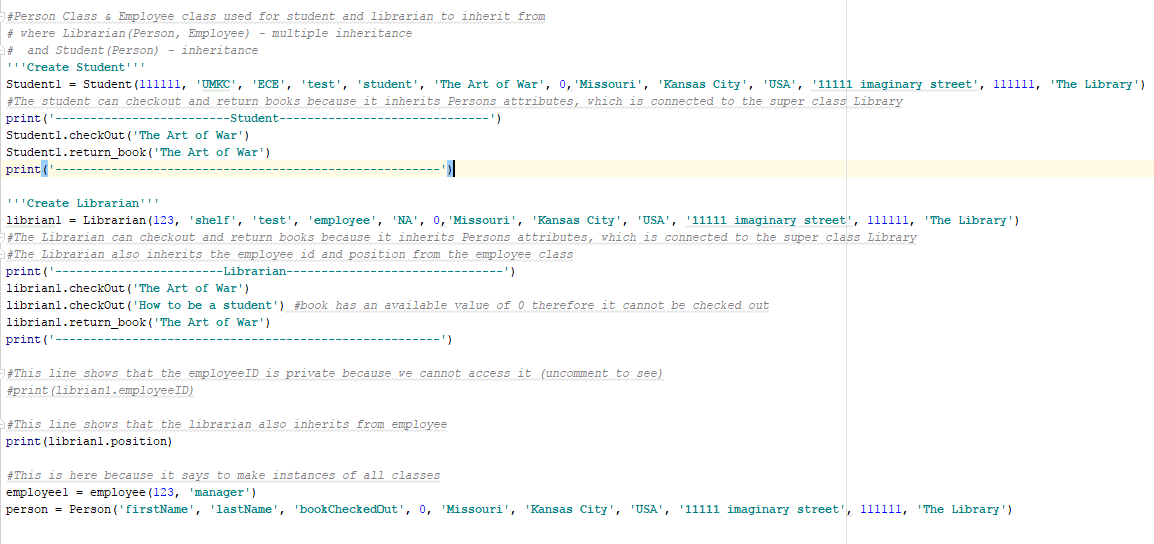 #Person Class & Employee class used for student and librarian to inherit from
# where Librarian(Person, Employee) - multiple inheritance
#  and Student(Person) - inheritance
'''Create Student'''
Student1 = Student(111111, 'UMKC', 'ECE', 'test', 'student', 'The Art of War', 0,'Missouri', 'Kansas City', 'USA', '11111 imaginary street', 111111, 'The Library')
#The student can checkout and return books because it inherits Persons attributes, which is connected to the super class Library
print('-------------------------Student------------------------------')
Student1.checkOut('The Art of War')
Student1.return_book('The Art of War')
print('-------------------------------------------------------')
'''Create Librarian'''
librian1 = Librarian(123, 'shelf', 'test', 'employee', 'NA', 0,'Missouri', 'Kansas City', 'USA', '11111 imaginary street', 111111, 'The Library')
#The Librarian can checkout and return books because it inherits Persons attributes, which is connected to the super class Library
#The Librarian also inherits the employee id and position from the employee class
print('------------------------Librarian-------------------------------')
librian1.checkOut('The Art of War')
librian1.checkOut('How to be a student') #book has an available value of 0 therefore it cannot be checked out
librian1.return_book('The Art of War')
print('-------------------------------------------------------')
#This line shows that the employeeID is private because we cannot access it (uncomment to see)
#print(librian1.employeeID)
#This line shows that the librarian also inherits from employee
print(librian1.position)
#This is here because it says to make instances of all classes
employee1 = employee(123, 'manager')
person = Person('firstName', 'lastName', 'bookCheckedOut', 0, 'Missouri', 'Kansas City', 'USA', '11111 imaginary street', 111111, 'The Library')